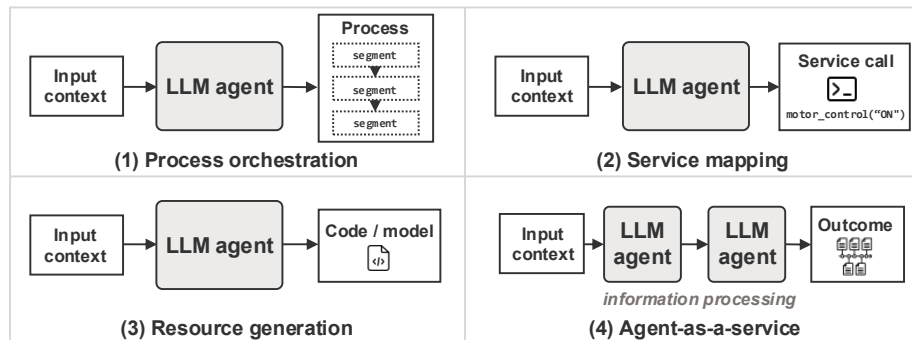 Input
context
LLM agent
Process
segment
segment
segment
(1) Process orchestration
Input
context
LLM agent
Service call
>_
motor_control("ON")
(2) Service mapping
Input
context
LLM agent
Code / model
</>
(3) Resource generation
Input
context
LLM
agent
LLM
agent
Outcome
information processing
(4) Agent-as-a-service